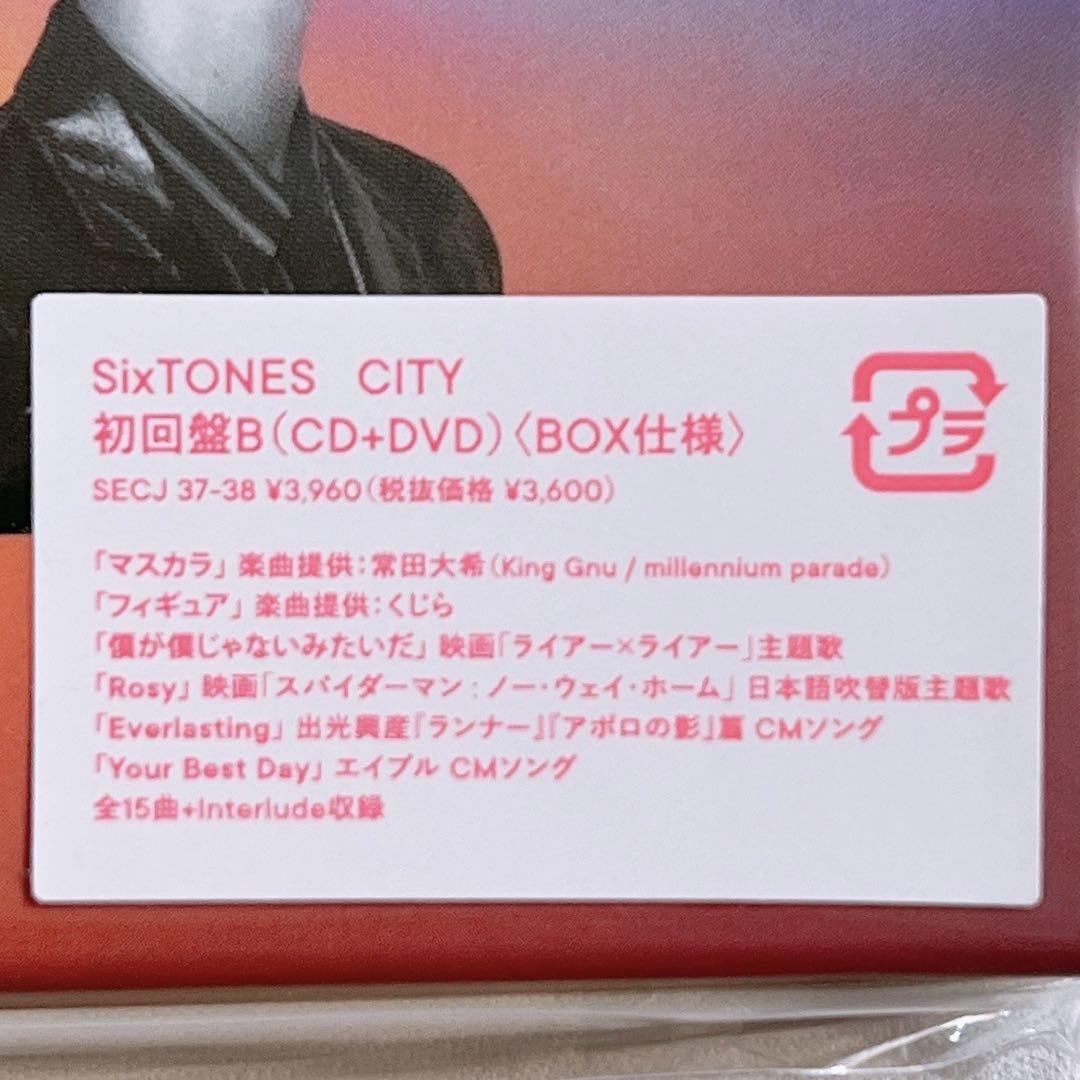 SixTONES CITY
初回盤B(CD+DVD)〈BOX仕様〉
SECJ 37-38 ¥3,960(税抜価格 ¥3,600)
プラ
「マスカラ」楽曲提供:常田大希(King Gnu / millennium parade)
「フィギュア」楽曲提供:くじら
「僕が僕じゃないみたいだ」映画「ライアー×ライアー」主題歌
「Rosy」映画「スパイダーマン:ノー・ウェイ・ホーム」日本語吹替版主題歌
「Everlasting」出光興産『ランナー』『アポロの影』篇 CMソング
「Your Best Day」エイブル CMソング
全15曲+Interlude収録